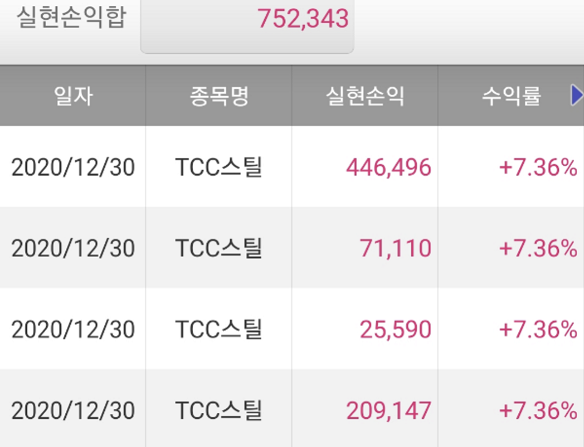 실현손익합 752,343
일자 종목명 실현손익 수익률
2020/12/30 TCC스틸 446,496 +7.36%
2020/12/30 TCC스틸 71,110 +7.36%
2020/12/30 TCC스틸 25,590 +7.36%
2020/12/30 TCC스틸 209,147 +7.36%